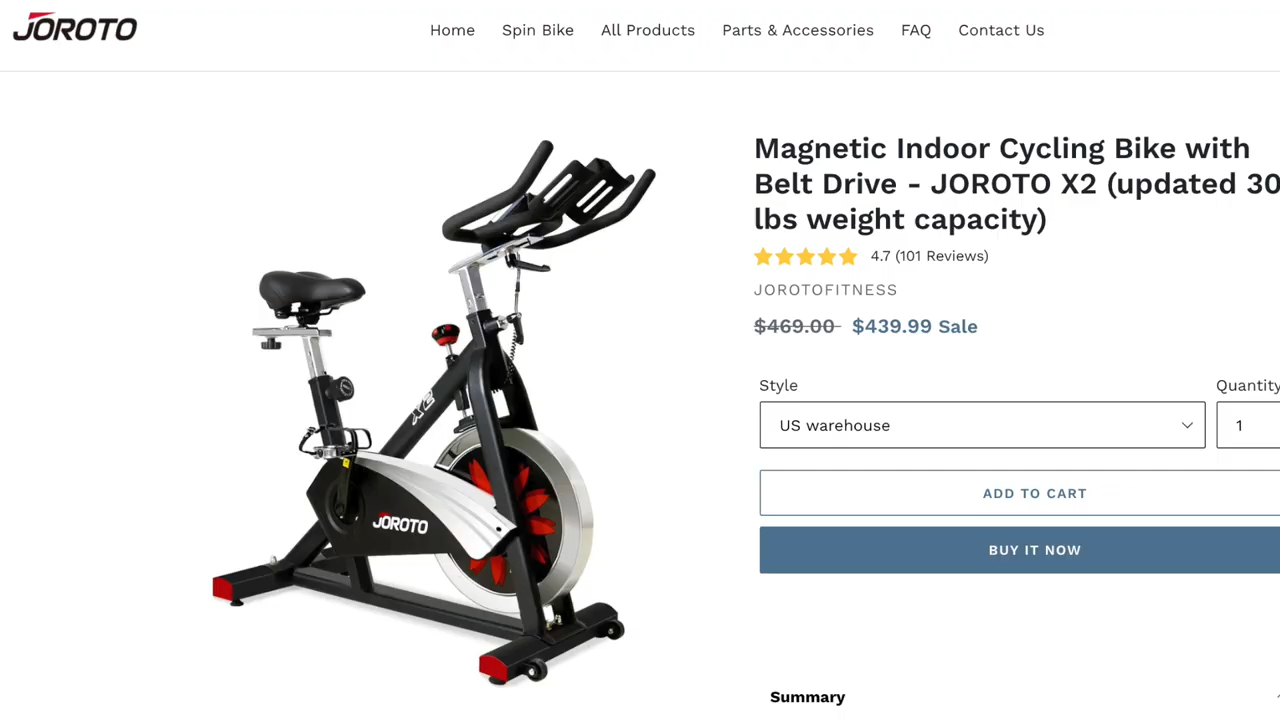 JOROTO
Home Spin Bike All Products Parts & Accessories FAQ Contact Us
Magnetic Indoor Cycling Bike with
Belt Drive - JOROTO X2 (updated 30
lbs weight capacity)
4.7 (101 Reviews)
JOROTOFITNESS
$469.00 $439.99 Sale
Style Quantity
US warehouse 1
ADD TO CART
BUY IT NOW
Summary
X2
JOROTO